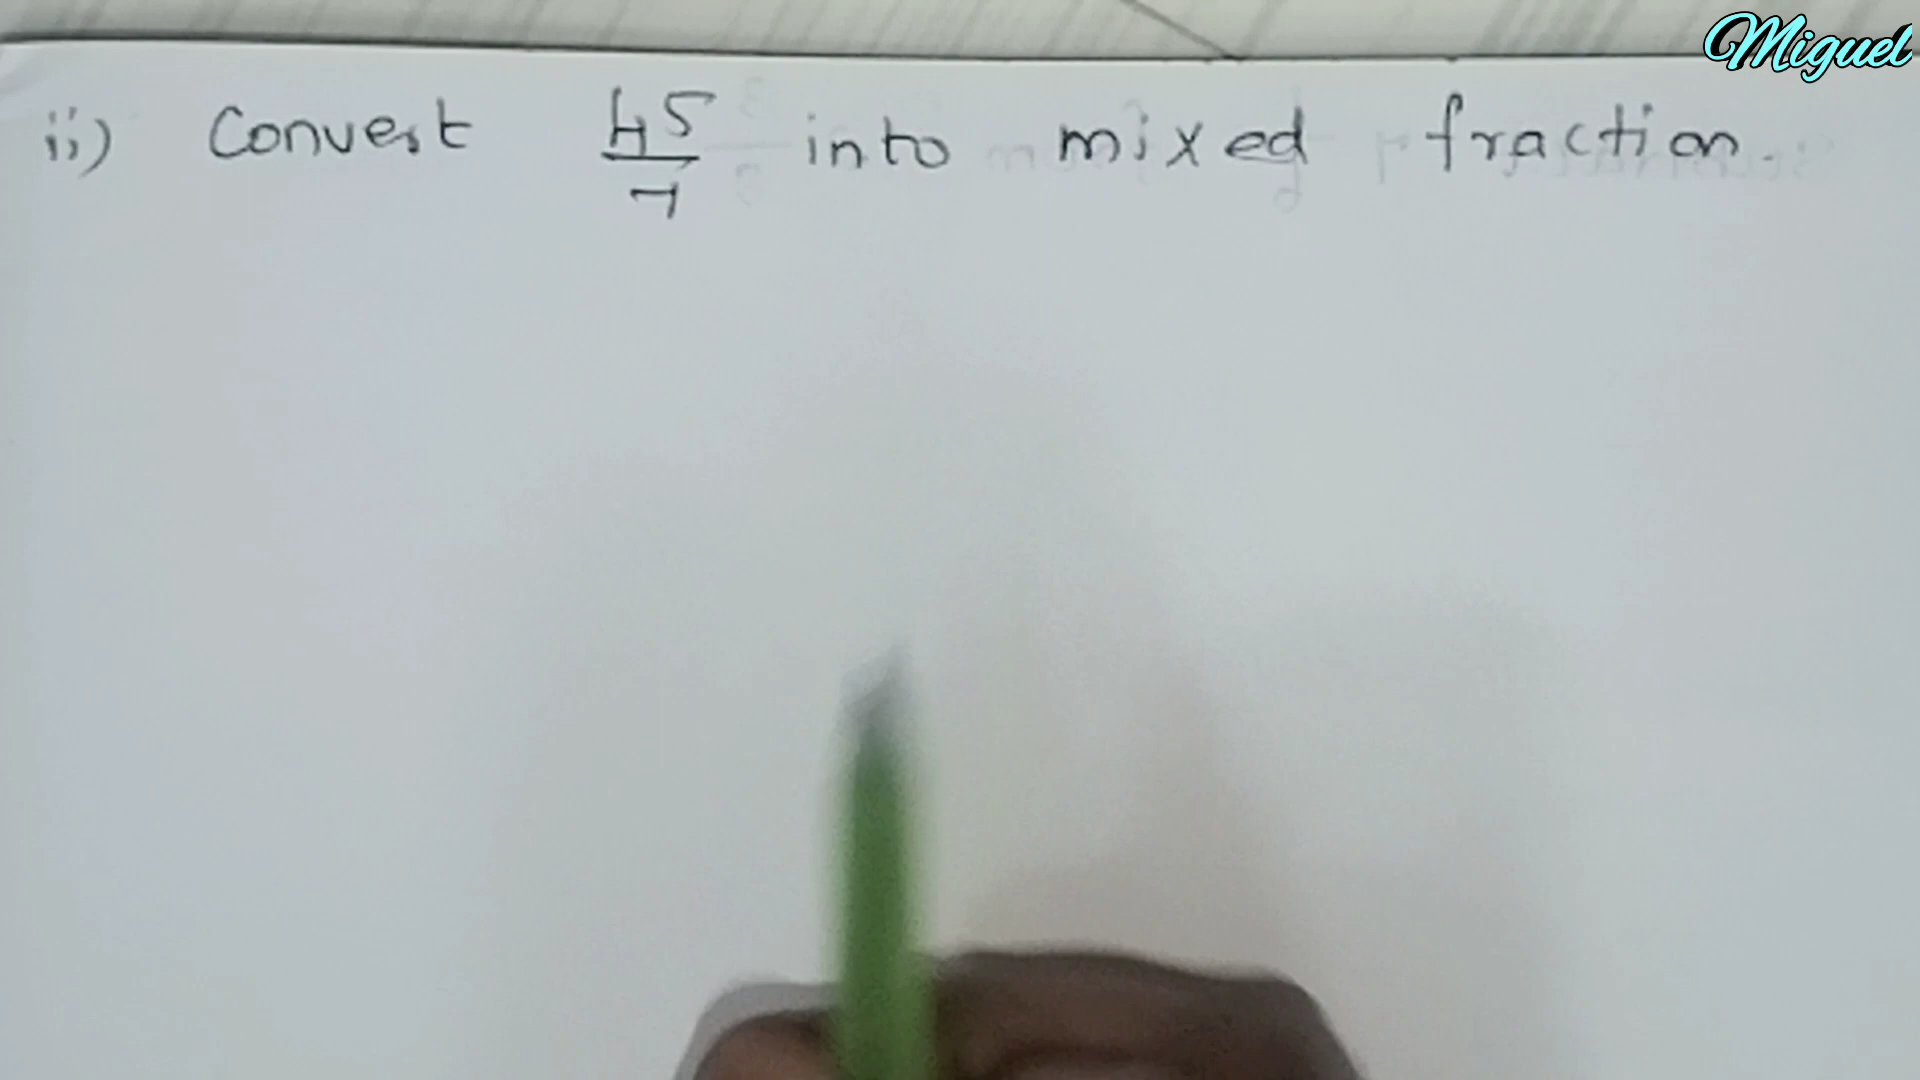 Miguel
ii) Convert 45/7 into mixed fraction.